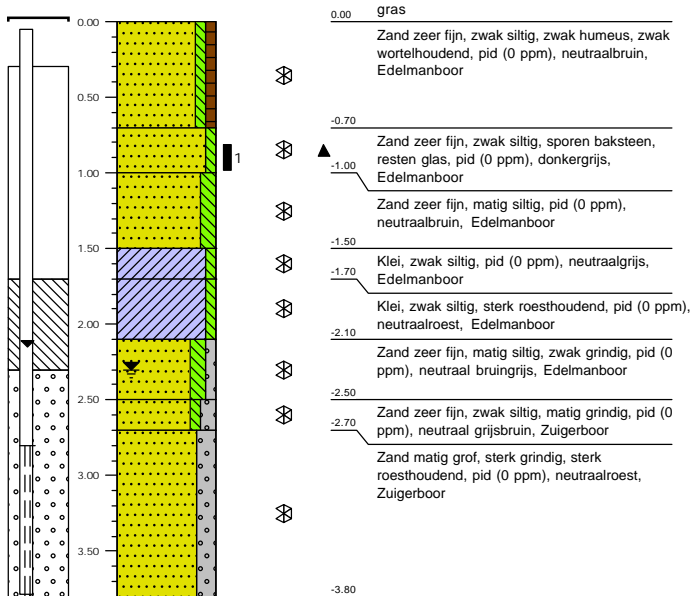 gras
0.00
0.00
Zand zeer fijn, zwak siltig, zwak humeus, zwak
wortelhoudend, pid (0 ppm), neutraalbruin,
Edelmanboor
0.50
-0.70
Zand zeer fijn, zwak siltig, sporen baksteen,
resten glas, pid (0 ppm), donkergrijs,
Edelmanboor
1
1.00
-1.00
Zand zeer fijn, matig siltig, pid (0 ppm),
neutraalbruin, Edelmanboor
1.50
-1.50
Klei, zwak siltig, pid (0 ppm), neutraalgrijs,
Edelmanboor
-1.70
Klei, zwak siltig, sterk roesthoudend, pid (0 ppm),
neutraalroest, Edelmanboor
2.00
-2.10
Zand zeer fijn, matig siltig, zwak grindig, pid (0
ppm), neutraal bruingrijs, Edelmanboor
2.50
-2.50
Zand zeer fijn, zwak siltig, matig grindig, pid (0
ppm), neutraal grijsbruin, Zuigerboor
-2.70
Zand matig grof, sterk grindig, sterk
roesthoudend, pid (0 ppm), neutraalroest,
Zuigerboor
3.00
3.50
-3.80